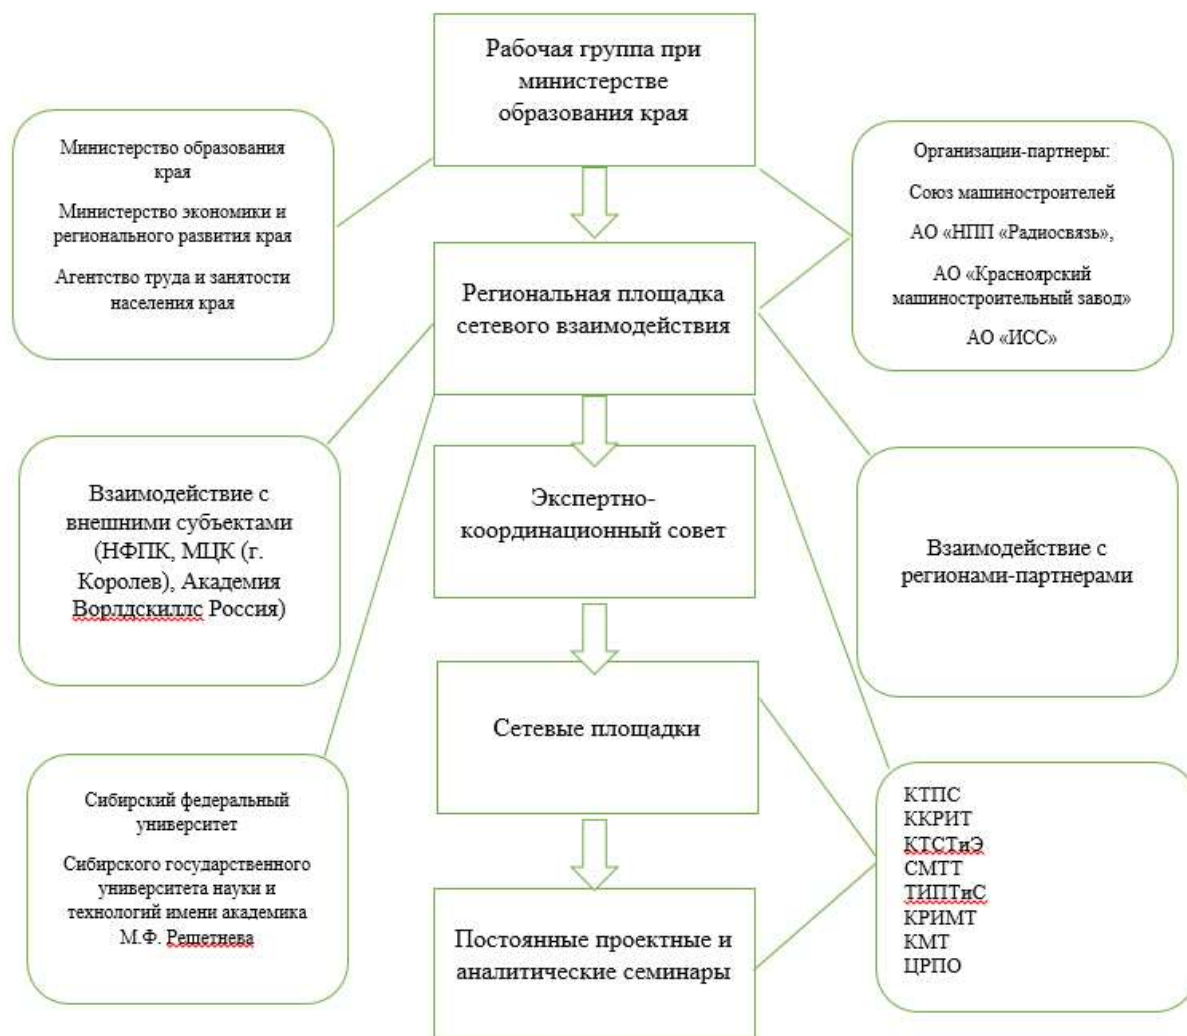 Рабочая группа при
министерстве
образования края
Министерство образования
края
Министерство экономики и
регионального развития края
Агентство труда и занятости
населения края
Организации-партнеры:
Союз машиностроителей
АО «НПП «Радиосвязь»,
АО «Красноярский
машиностроительный завод»
АО «ИСС»
Региональная площадка
сетевого взаимодействия
Взаимодействие с
внешними субъектами
(НФПК, МЦК (г.
Королев), Академия
Ворлдскиллс Россия)
Экспертно-
координационный совет
Взаимодействие с
регионами-партнерами
Сетевые площадки
Сибирский федеральный
университет
Сибирского государственного
университета науки и
технологий имени академика
М.Ф. Решетнева
КТПС
ККРИТ
КТСТиЭ
СМТТ
ТИПТиС
КРИМТ
КМТ
ЦРПО
Постоянные проектные и
аналитические семинары